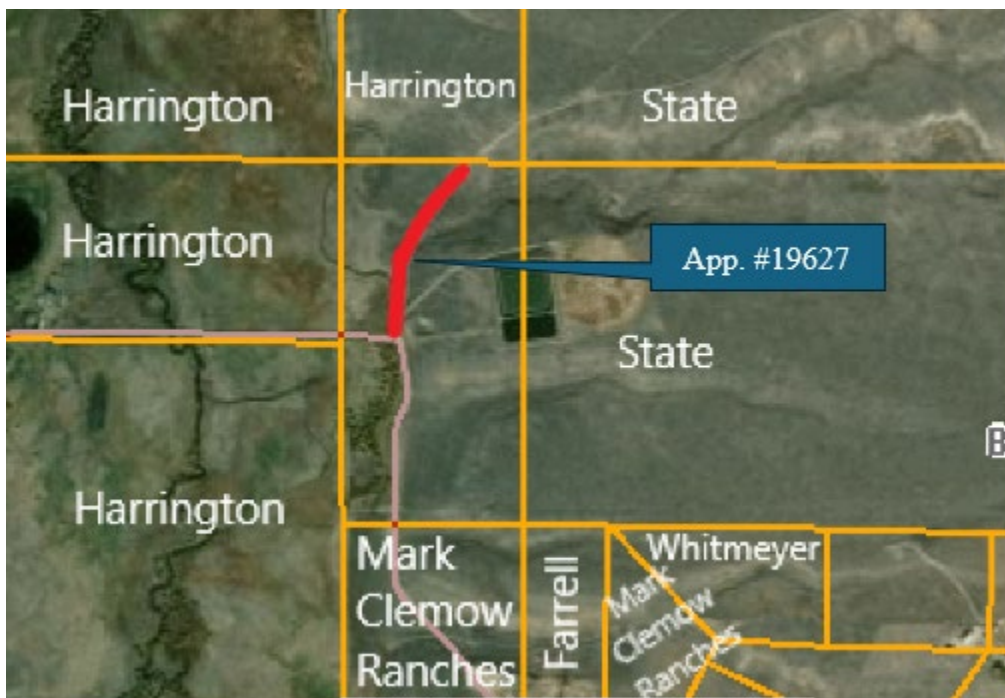 Harrington
Harrington
State
Harrington
App. #19627
State
Harrington
Mark
Clemow
Ranches
Farrell
Whitmeyer
Mark
Clemow
Ranches